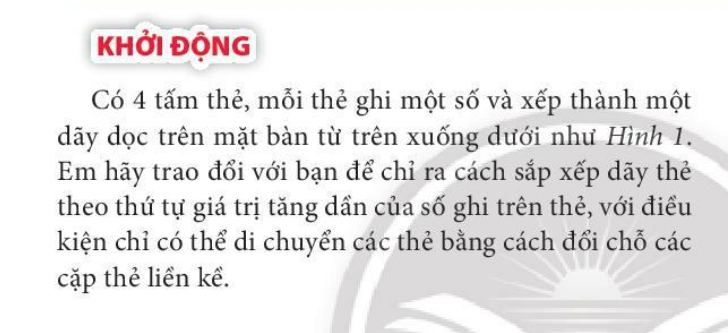 KHỞI ĐỘNG
Có 4 tấm thẻ, mỗi thẻ ghi một số và xếp thành một
dãy dọc trên mặt bàn từ trên xuống dưới như Hình 1.
Em hãy trao đổi với bạn để chỉ ra cách sắp xếp dãy thẻ
theo thứ tự giá trị tăng dần của số ghi trên thẻ, với điều
kiện chỉ có thể di chuyển các thẻ bằng cách đổi chỗ các
cặp thẻ liền kề.